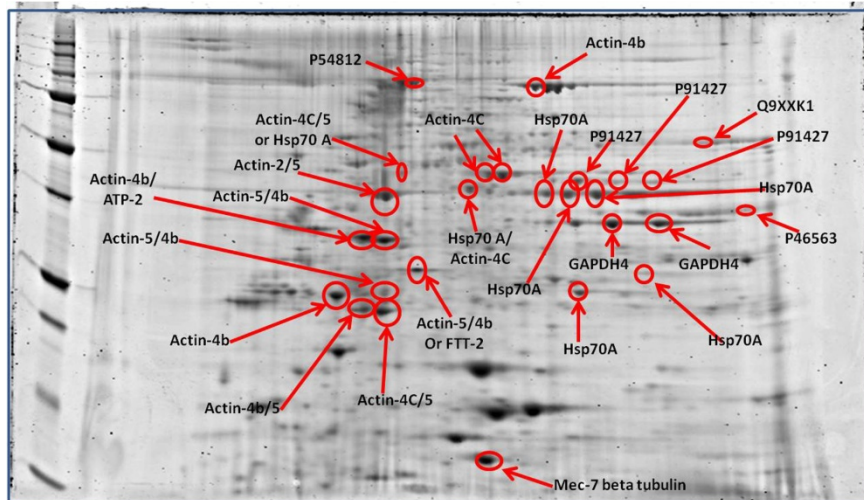 Actin-4b
P54812
P91427
Q9XXK1
Actin-4C/5
or Hsp70 A
Actin-4C
Hsp70A
P91427
P91427
Actin-2/5
Actin-4b/
ATP-2
Actin-5/4b
Hsp70A
Actin-5/4b
Hsp70 A/
Actin-4C
P46563
GAPDH4
GAPDH4
Hsp70A
Actin-4b
Actin-5/4b
Or FTT-2
Hsp70A
Hsp70A
Actin-4b/5
Actin-4C/5
Mec-7 beta tubulin